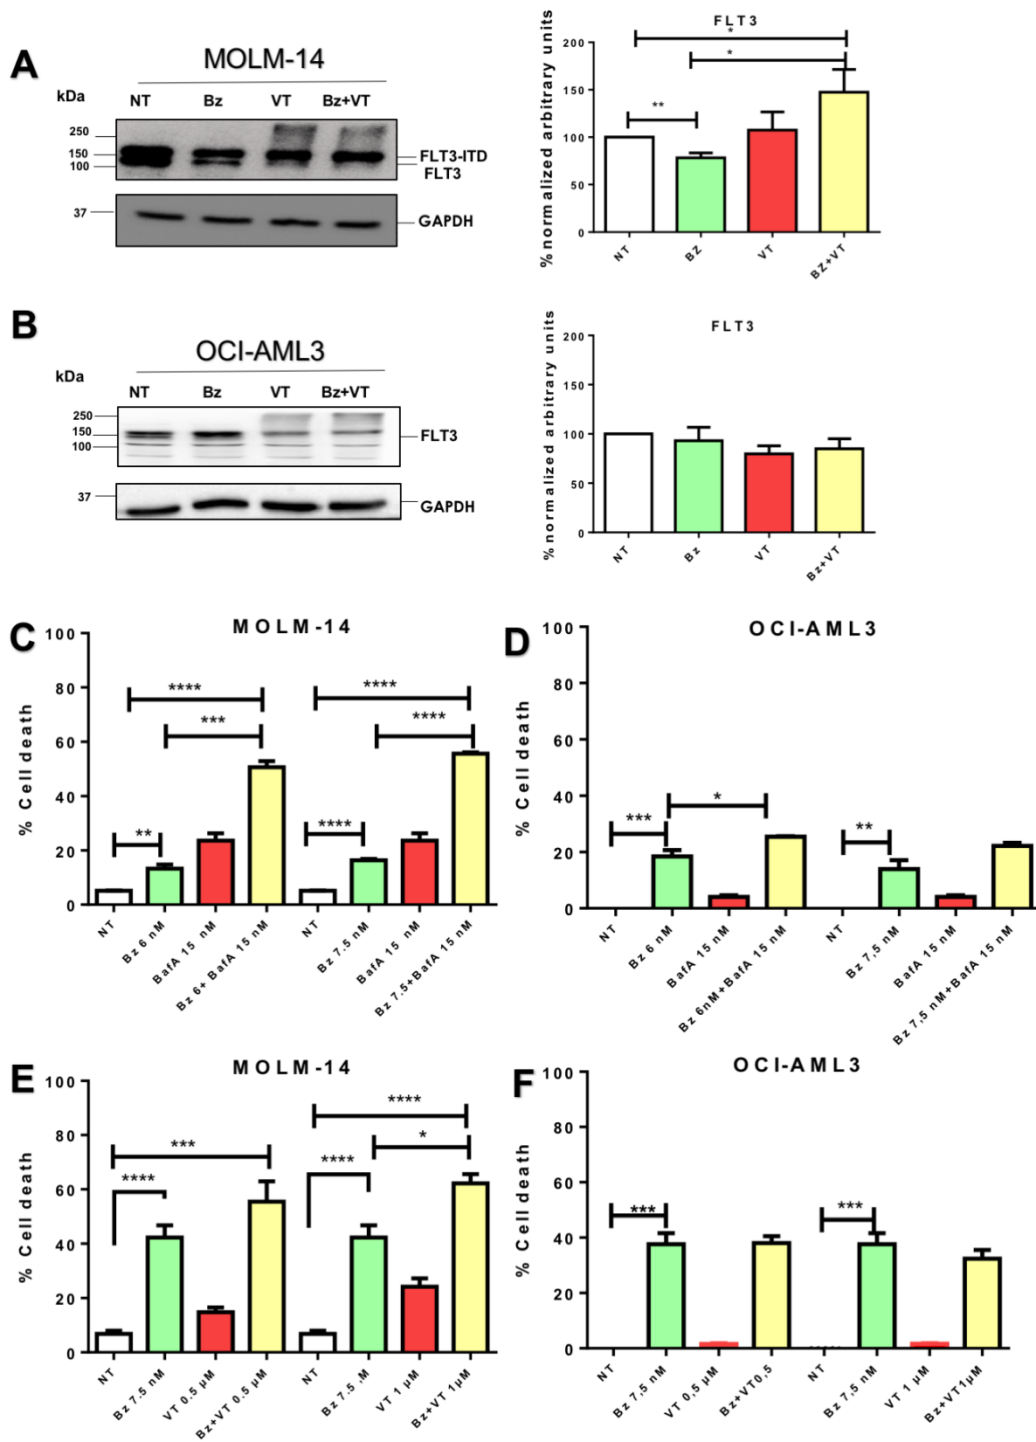 A
MOLM-14
kDa
NT Bz VT Bz+VT
250
150
100
FLT3-ITD
FLT3
37
GAPDH
FLT3
*
*
**
% normalized arbitrary units
200
150
100
50
0
NT
BZ
VT
BZ+VT
B
OCI-AML3
kDa
NT Bz VT Bz+VT
250
150
100
FLT3
37
GAPDH
FLT3
% normalized arbitrary units
200
150
100
50
0
NT
Bz
VT
Bz+VT
C
MOLM-14
% Cell death
100
80
60
40
20
0
**** ****
*** ****
** ****
NT
Bz 6 nM
BafA 15 nM
Bz 6+ BafA 15 nM
NT
Bz 7.5 nM
BafA 15 nM
Bz 7.5+BafA 15 nM
D
OCI-AML3
% Cell death
100
80
60
40
20
0
*** * **
NT
Bz 6 nM
BafA 15 nM
Bz 6nM+BafA 15 nM
NT
Bz 7,5 nM
BafA 15 nM
Bz 7,5 nM+BafA 15 nM
E
MOLM-14
% Cell death
100
80
60
40
20
0
****
*** *
**** ****
NT
Bz 7.5 nM
VT 0.5 µM
Bz+VT 0.5 µM
NT
Bz 7.5 .M
VT 1 µM
Bz+VT 1µM
F
OCI-AML3
% Cell death
100
80
60
40
20
0
*** ***
NT
Bz 7,5 nM
VT 0,5 µM
Bz+VT0,5
NT
Bz 7,5 nM
VT 1 µM
Bz+VT1µM